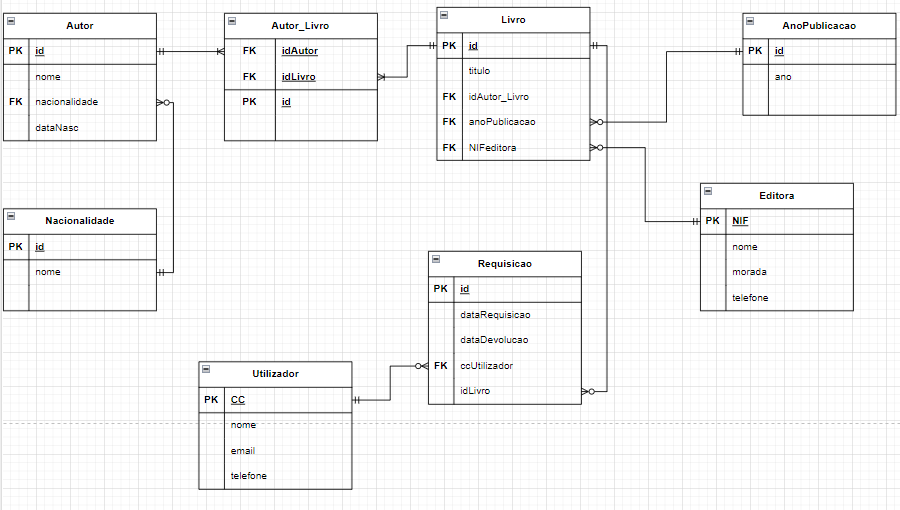 Autor
PK id
nome
FK nacionalidade
dataNasc
Autor_Livro
FK idAutor
FK idLivro
PK id
Livro
PK id
titulo
FK idAutor_Livro
FK anoPublicacao
FK NIFeditora
AnoPublicacao
PK id
ano
Nacionalidade
PK id
nome
Editora
PK NIF
nome
morada
telefone
Requisicao
PK id
dataRequisicao
dataDevolucao
FK ccUtilizador
idLivro
Utilizador
PK CC
nome
email
telefone